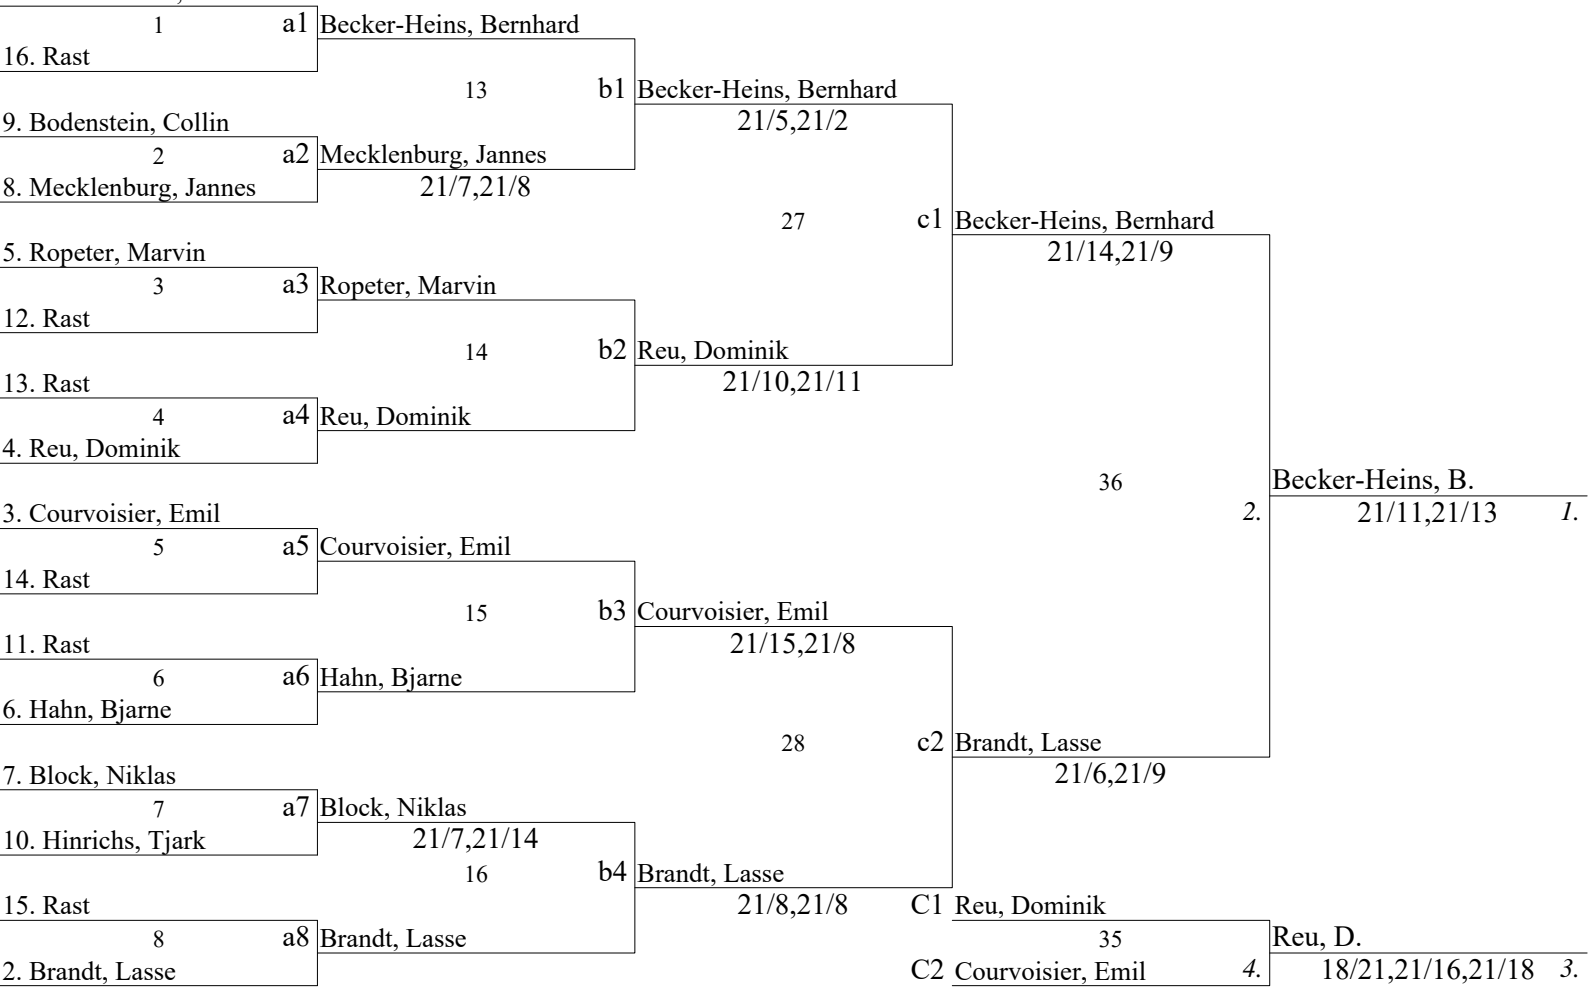 1 a1 Becker-Heins, Bernhard
16. Rast
13 b1 Becker-Heins, Bernhard
21/5,21/2
9. Bodenstein, Collin
2 a2 Mecklenburg, Jannes
8. Mecklenburg, Jannes 21/7,21/8
27 c1 Becker-Heins, Bernhard
21/14,21/9
5. Ropeter, Marvin
3 a3 Ropeter, Marvin
12. Rast
14 b2 Reu, Dominik
21/10,21/11
13. Rast
4 a4 Reu, Dominik
4. Reu, Dominik
36 Becker-Heins, B.
2. 21/11,21/13 1.
3. Courvoisier, Emil
5 a5 Courvoisier, Emil
14. Rast
15 b3 Courvoisier, Emil
21/15,21/8
11. Rast
6 a6 Hahn, Bjarne
6. Hahn, Bjarne
28 c2 Brandt, Lasse
21/6,21/9
7. Block, Niklas
7 a7 Block, Niklas
10. Hinrichs, Tjark 21/7,21/14
16 b4 Brandt, Lasse
21/8,21/8
15. Rast
C1 Reu, Dominik
8 a8 Brandt, Lasse
35 Reu, D.
2. Brandt, Lasse
C2 Courvoisier, Emil 4. 18/21,21/16,21/18 3.